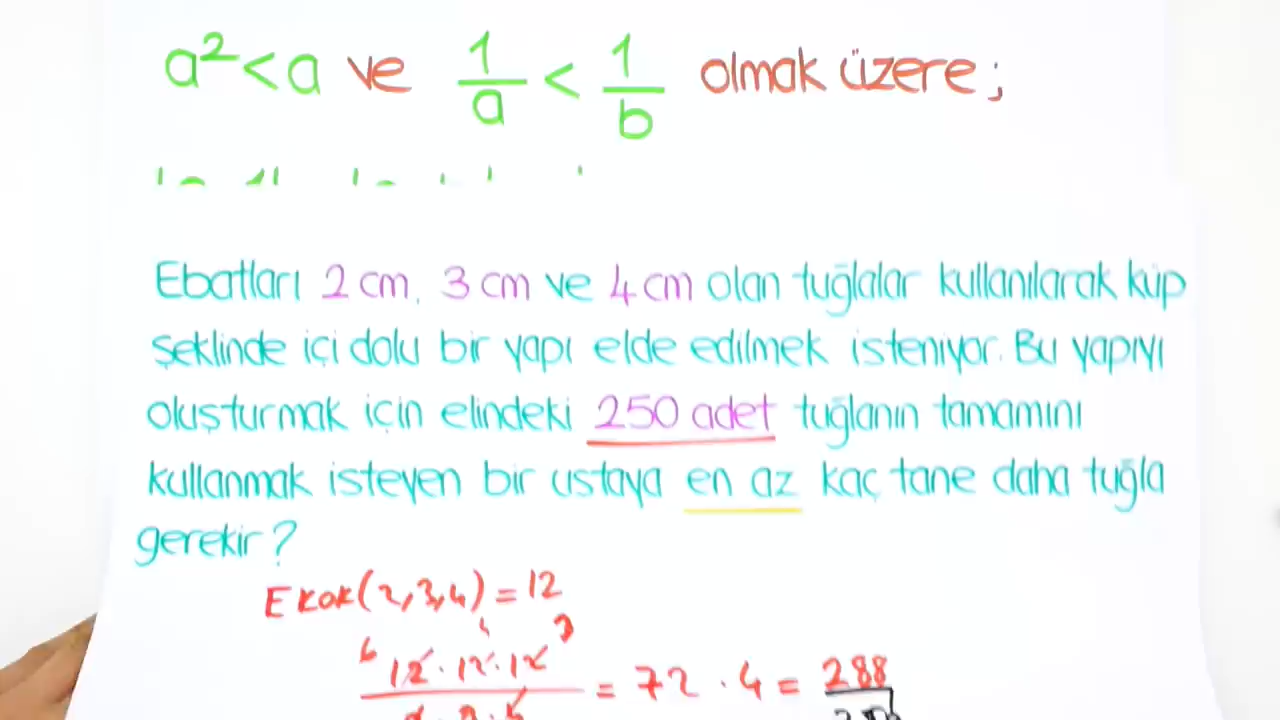 a² < a ve 1/a < 1/b olmak üzere;
Ebatları 2 cm, 3 cm ve 4 cm olan tuğlalar kullanılarak küp
şeklinde içi dolu bir yapı elde edilmek isteniyor. Bu yapıyı
oluşturmak için elindeki 250 adet tuğlanın tamamını
kullanmak isteyen bir ustaya en az kaç tane daha tuğla
gerekir?
Ekok(2,3,4) = 12
6 4 3
12 · 12 · 12 = 72 · 4 = 288